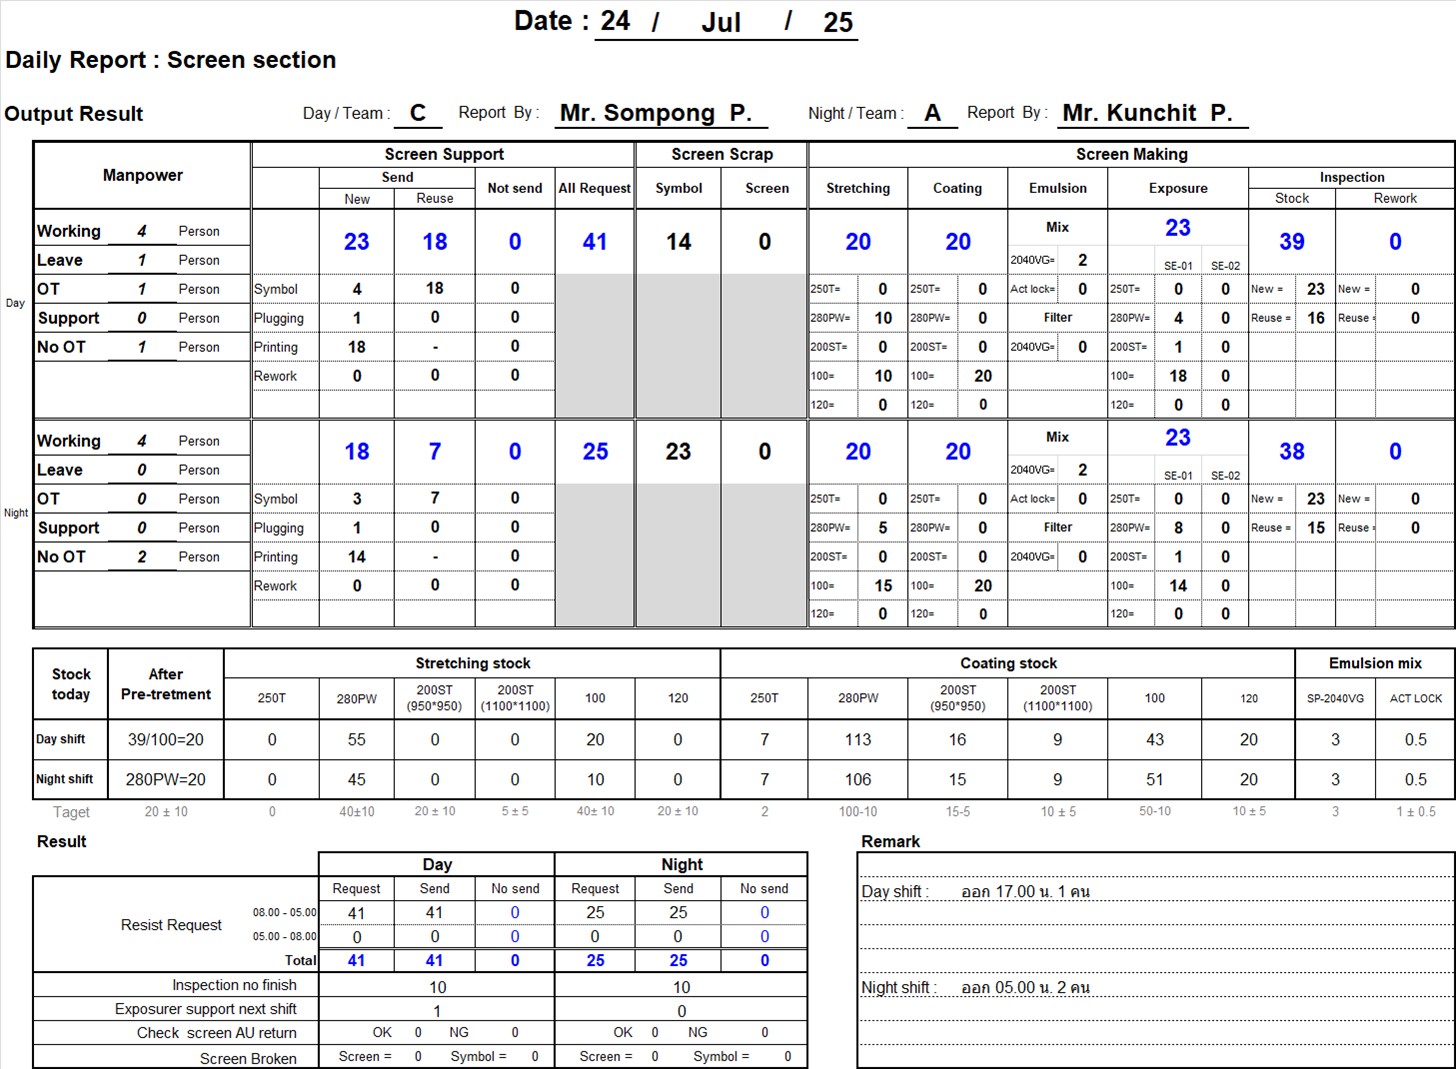 Date : 24 / Jul / 25
Daily Report : Screen section
Output Result Day / Team : C Report By : Mr. Sompong P. Night / Team : A Report By : Mr. Kunchit P.
Manpower Screen Support Screen Scrap Screen Making
Send Not send All Request Symbol Screen Stretching Coating Emulsion Exposure Inspection
New Reuse Stock Rework
Day
Working 4 Person 23 18 0 41 14 0 20 20 Mix 23 39 0
Leave 1 Person 2040VG= 2 SE-01 SE-02
OT 1 Person Symbol 4 18 0 250T= 0 250T= 0 Act lock= 0 250T= 0 0 New = 23 New = 0
Support 0 Person Plugging 1 0 0 280PW= 10 280PW= 0 Filter 280PW= 4 0 Reuse = 16 Reuse = 0
No OT 1 Person Printing 18 - 0 200ST= 0 200ST= 0 2040VG= 0 200ST= 1 0
Rework 0 0 0 100= 10 100= 20 100= 18 0
120= 0 120= 0 120= 0 0
Night
Working 4 Person 18 7 0 25 23 0 20 20 Mix 23 38 0
Leave 0 Person 2040VG= 2 SE-01 SE-02
OT 0 Person Symbol 3 7 0 250T= 0 250T= 0 Act lock= 0 250T= 0 0 New = 23 New = 0
Support 0 Person Plugging 1 0 0 280PW= 5 280PW= 0 Filter 280PW= 8 0 Reuse = 15 Reuse = 0
No OT 2 Person Printing 14 - 0 200ST= 0 200ST= 0 2040VG= 0 200ST= 1 0
Rework 0 0 0 100= 15 100= 20 100= 14 0
120= 0 120= 0 120= 0 0
Stock today After Pre-tretment Stretching stock Coating stock Emulsion mix
250T 280PW 200ST (950*950) 200ST (1100*1100) 100 120 250T 280PW 200ST (950*950) 200ST (1100*1100) 100 120 SP-2040VG ACT LOCK
Day shift 39/100=20 0 55 0 0 20 0 7 113 16 9 43 20 3 0.5
Night shift 280PW=20 0 45 0 0 10 0 7 106 15 9 51 20 3 0.5
Taget 20 ± 10 0 40±10 20 ± 10 5 ± 5 40± 10 20 ± 10 2 100-10 15-5 10 ± 5 50-10 10 ± 5 3 1 ± 0.5
Result
Day Night
Request Send No send Request Send No send
Resist Request 08.00 - 05.00 41 41 0 25 25 0
05.00 - 08.00 0 0 0 0 0 0
Total 41 41 0 25 25 0
Inspection no finish 10 10
Exposurer support next shift 1 0
Check screen AU return OK 0 NG 0 OK 0 NG 0
Screen Broken Screen = 0 Symbol = 0 Screen = 0 Symbol = 0
Remark
Day shift : ออก 17.00 น. 1 คน
Night shift : ออก 05.00 น. 2 คน